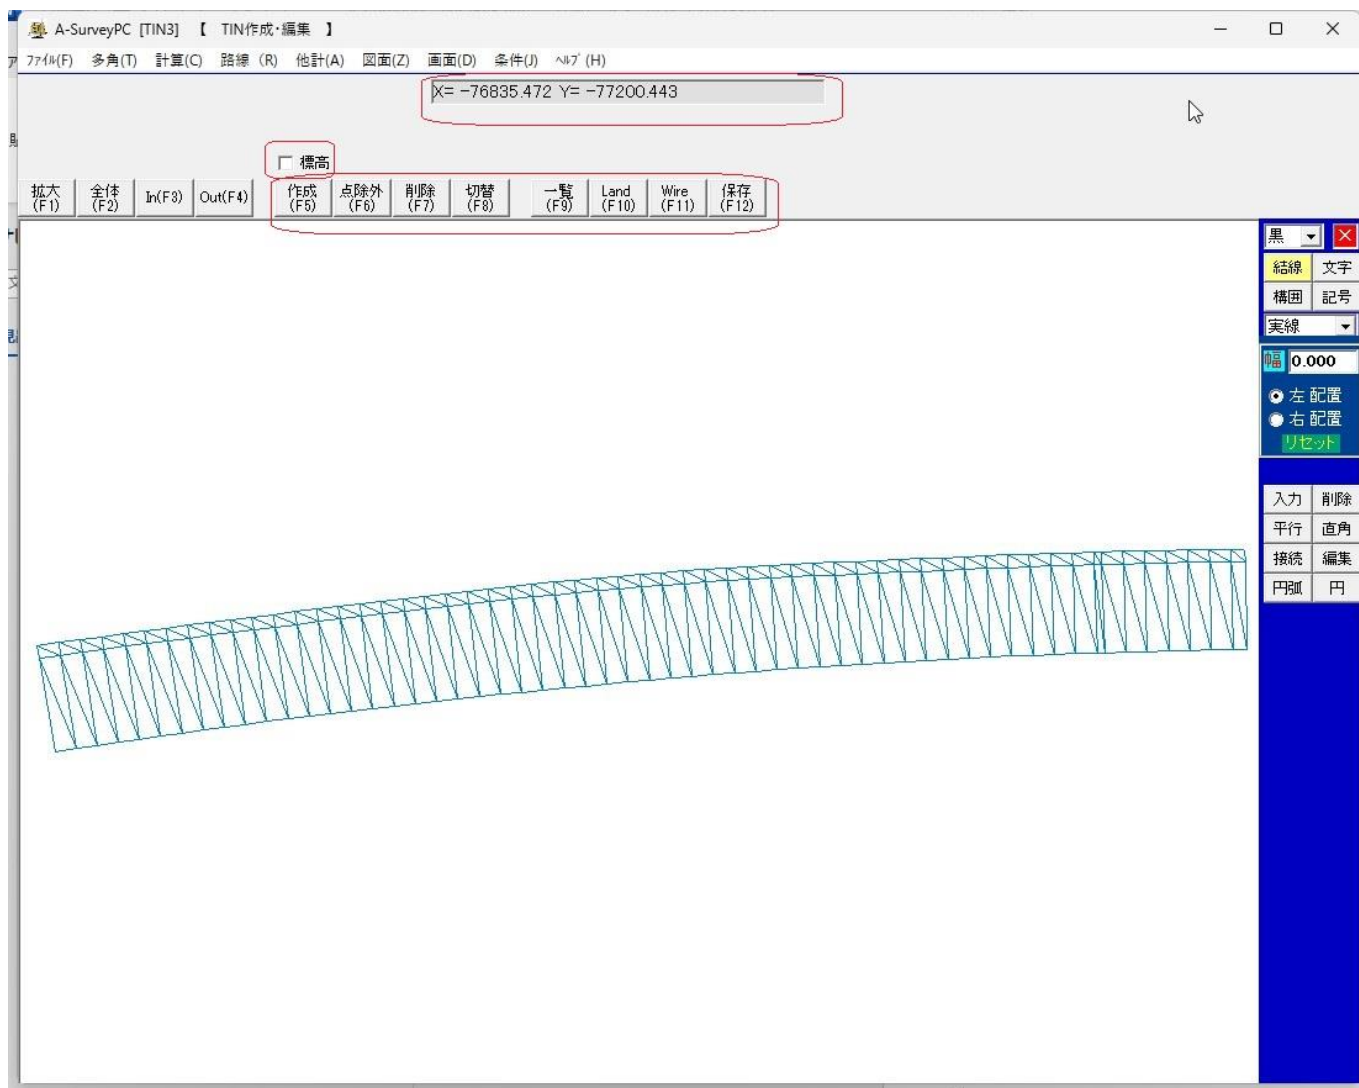 A-SurveyPC [TIN3] 【 TIN作成・編集 】
ﾌｧｲﾙ(F) 多角(T) 計算(C) 路線 (R) 他計(A) 図面(Z) 画面(D) 条件(J) ﾍﾙﾌﾟ(H)
X= -76835.472 Y= -77200.443
標高
拡大(F1) 全体(F2) In(F3) Out(F4) 作成(F5) 点除外(F6) 削除(F7) 切替(F8) 一覧(F9) Land(F10) Wire(F11) 保存(F12)
黒
結線 文字
構囲 記号
実線
幅 0.000
左 配置
右 配置
リセット
入力 削除
平行 直角
接続 編集
円弧 円